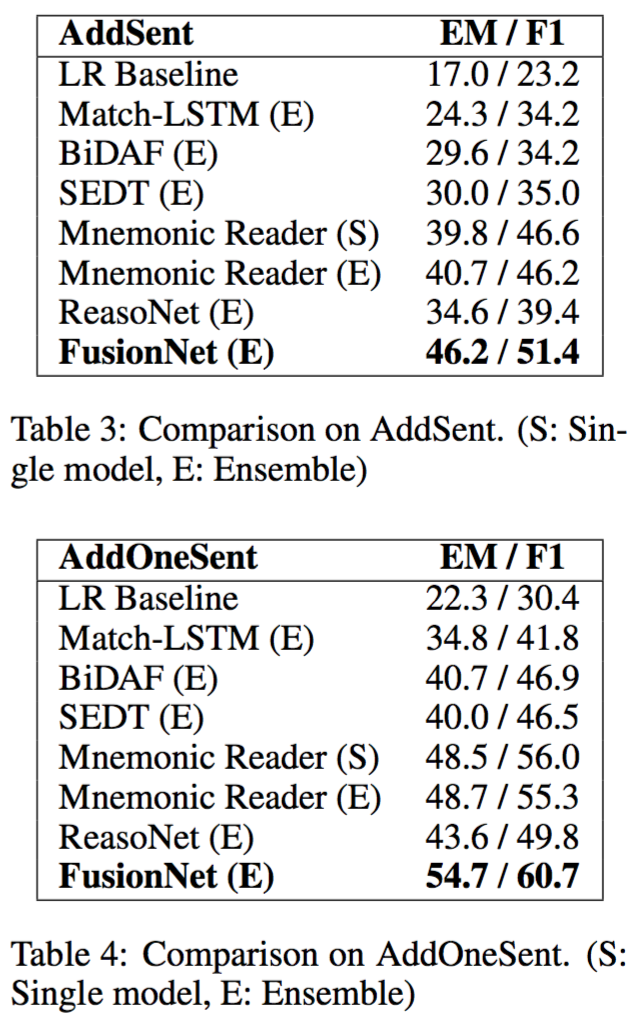 AddSent EM / F1
LR Baseline 17.0 / 23.2
Match-LSTM (E) 24.3 / 34.2
BiDAF (E) 29.6 / 34.2
SEDT (E) 30.0 / 35.0
Mnemonic Reader (S) 39.8 / 46.6
Mnemonic Reader (E) 40.7 / 46.2
ReasoNet (E) 34.6 / 39.4
FusionNet (E) 46.2 / 51.4
Table 3: Comparison on AddSent. (S: Sin-
gle model, E: Ensemble)
AddOneSent EM / F1
LR Baseline 22.3 / 30.4
Match-LSTM (E) 34.8 / 41.8
BiDAF (E) 40.7 / 46.9
SEDT (E) 40.0 / 46.5
Mnemonic Reader (S) 48.5 / 56.0
Mnemonic Reader (E) 48.7 / 55.3
ReasoNet (E) 43.6 / 49.8
FusionNet (E) 54.7 / 60.7
Table 4: Comparison on AddOneSent. (S:
Single model, E: Ensemble)